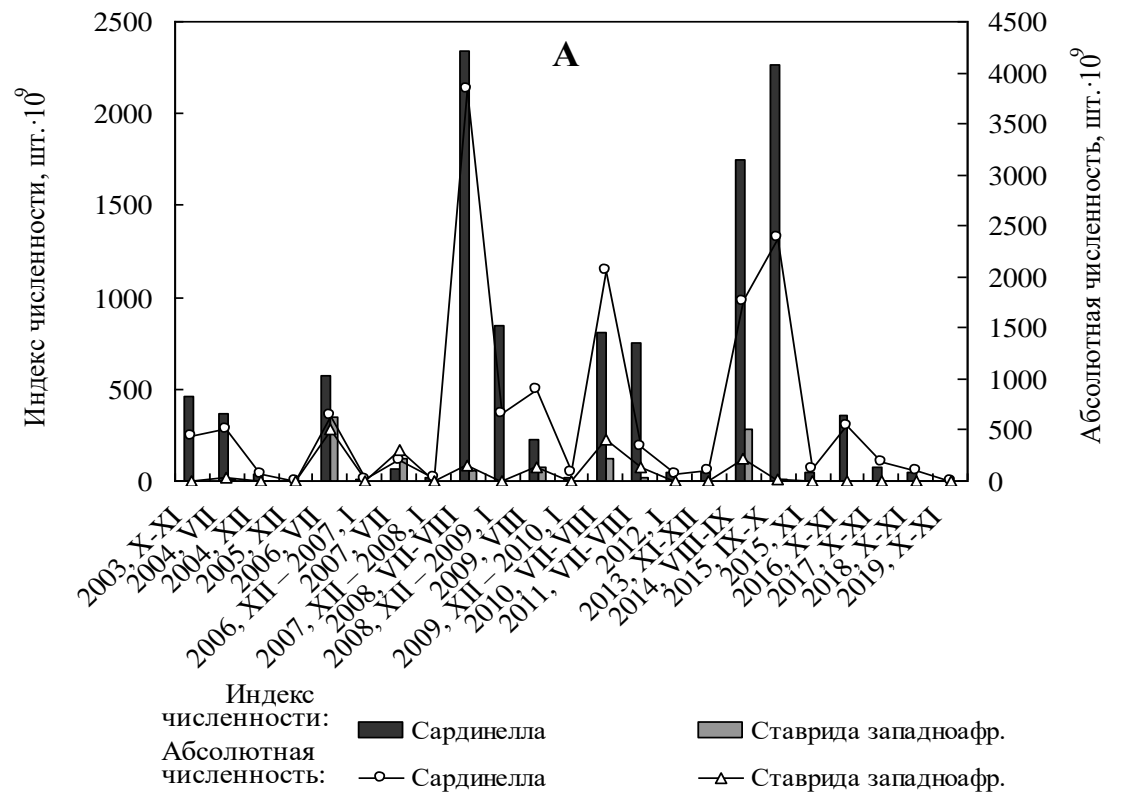 А
Индекс численности, шт.·10⁹
2500
2000
1500
1000
500
0
4500
4000
3500
3000
2500
2000
1500
1000
500
0
Абсолютная численность, шт.·10⁹
2003, X-XI
2004, VII
2004, XII
2005, XII
2006, VII
2006, XII – 2007, I
2007, VII
2007, XII – 2008, I
2008, VII-VIII
2008, XII – 2009, I
2009, VIII
2009, XII – 2010, I
2010, VII-VIII
2011, VII-VIII
2012, I
2013, XI-XII
2014, VIII-IX
2015, IX-X
2015, XI
2016, X-XI
2017, X-XI
2018, X-XI
2019, X-XI
Индекс
численности:
Сардинелла
Ставрида западноафр.
Абсолютная
численность:
Сардинелла
Ставрида западноафр.